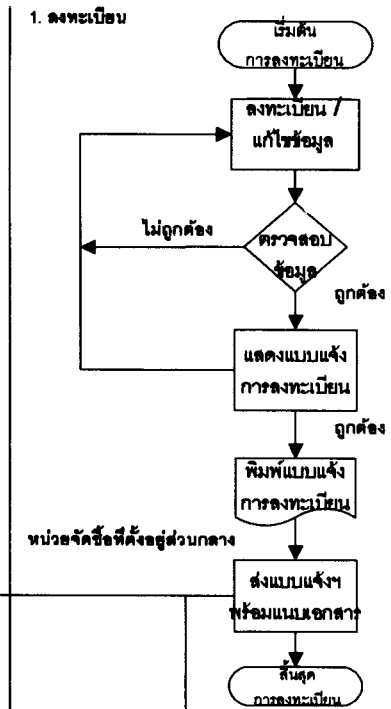 1. ลงทะเบียน
เริ่มต้น
การลงทะเบียน
ลงทะเบียน /
แก้ไขข้อมูล
ไม่ถูกต้อง
ตรวจสอบ
ข้อมูล
ถูกต้อง
แสดงแบบแจ้ง
การลงทะเบียน
ถูกต้อง
พิมพ์แบบแจ้ง
การลงทะเบียน
หน่วยจัดซื้อที่ตั้งอยู่ส่วนกลาง
ส่งแบบแจ้งฯ
พร้อมแนบเอกสาร
สิ้นสุด
การลงทะเบียน